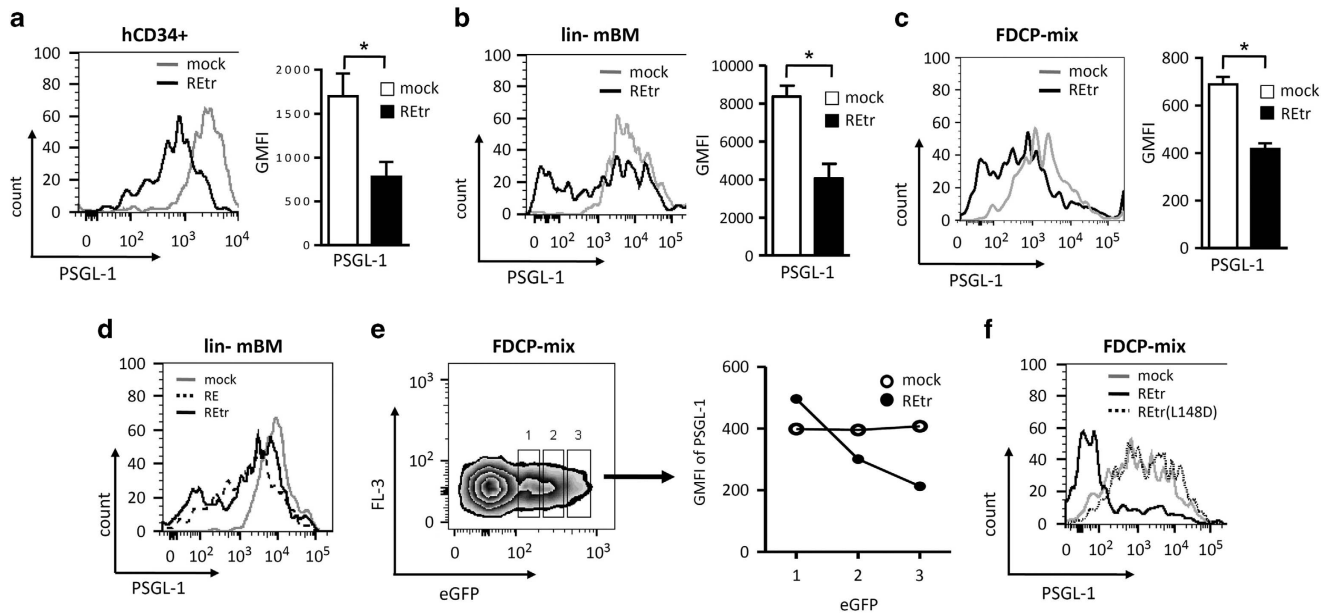 a
hCD34+
mock
REtr
100
80
60
40
20
0
count
0 10² 10³ 10⁴
PSGL-1
*
2000
1500
1000
500
0
GMFI
mock
REtr
PSGL-1
b
lin- mBM
mock
REtr
100
80
60
40
20
0
count
0 10² 10³ 10⁴ 10⁵
PSGL-1
*
10000
8000
6000
4000
2000
0
GMFI
mock
REtr
PSGL-1
c
FDCP-mix
mock
REtr
100
80
60
40
20
0
count
0 10² 10³ 10⁴ 10⁵
PSGL-1
*
800
600
400
200
0
GMFI
mock
REtr
PSGL-1
d
lin- mBM
mock
RE
REtr
100
80
60
40
20
0
count
0 10² 10³ 10⁴ 10⁵
PSGL-1
e
FDCP-mix
10³
10²
0
FL-3
1 2 3
0 10² 10³
eGFP
600
400
200
0
GMFI of PSGL-1
mock
REtr
1 2 3
eGFP
f
FDCP-mix
mock
REtr
REtr(L148D)
100
80
60
40
20
0
count
0 10² 10³ 10⁴ 10⁵
PSGL-1